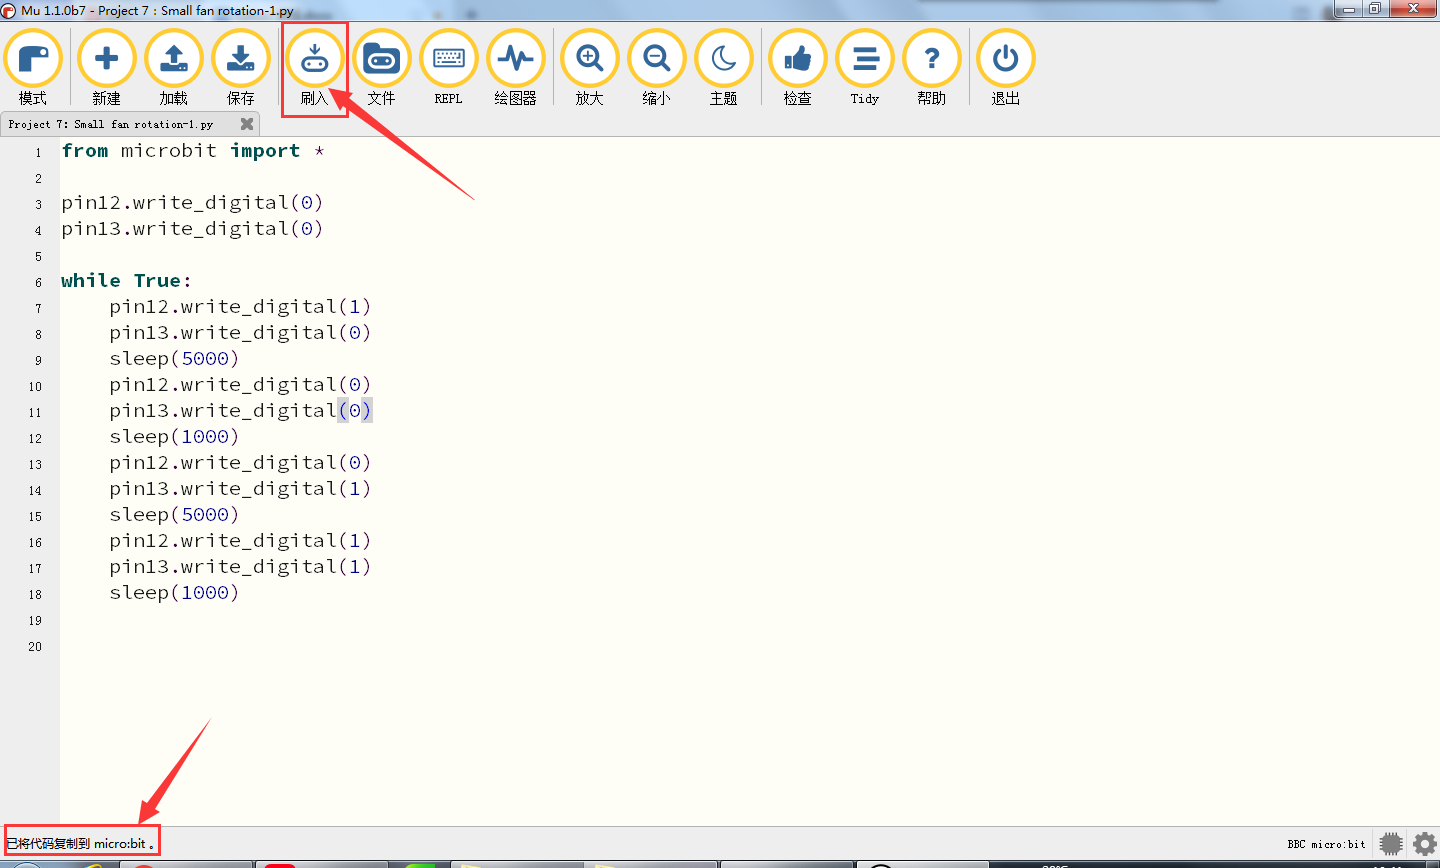 Mu 1.1.0b7 - Project 7：Small fan rotation-1.py
模式 新建 加载 保存 刷入 文件 REPL 绘图器 放大 缩小 主题 检查 Tidy 帮助 退出
Project 7: Small fan rotation-1.py
1 from microbit import *
2
3 pin12.write_digital(0)
4 pin13.write_digital(0)
5
6 while True:
7 pin12.write_digital(1)
8 pin13.write_digital(0)
9 sleep(5000)
10 pin12.write_digital(0)
11 pin13.write_digital(0)
12 sleep(1000)
13 pin12.write_digital(0)
14 pin13.write_digital(1)
15 sleep(5000)
16 pin12.write_digital(1)
17 pin13.write_digital(1)
18 sleep(1000)
19
20
已将代码复制到 micro:bit 。
BBC micro:bit